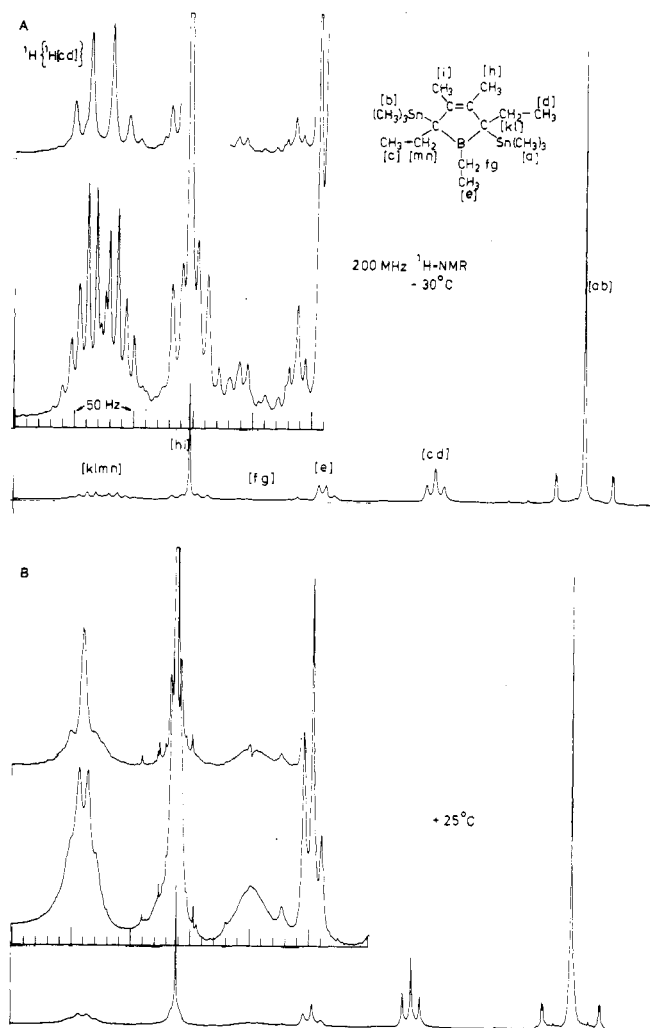 A
¹H{¹H[cd]}
[i] [h]
CH₃ CH₃
[b] [d]
(CH₃)₃Sn CH₂—CH₃
[kl]
CH₃—CH₂ B Sn(CH₃)₃
[c] [mn] [a]
CH₂ fg
CH₃
[e]
200 MHz ¹H-NMR
- 30°C
[ab]
50 Hz
[hi]
[klmn] [fg] [e] [cd]
B
+ 25°C